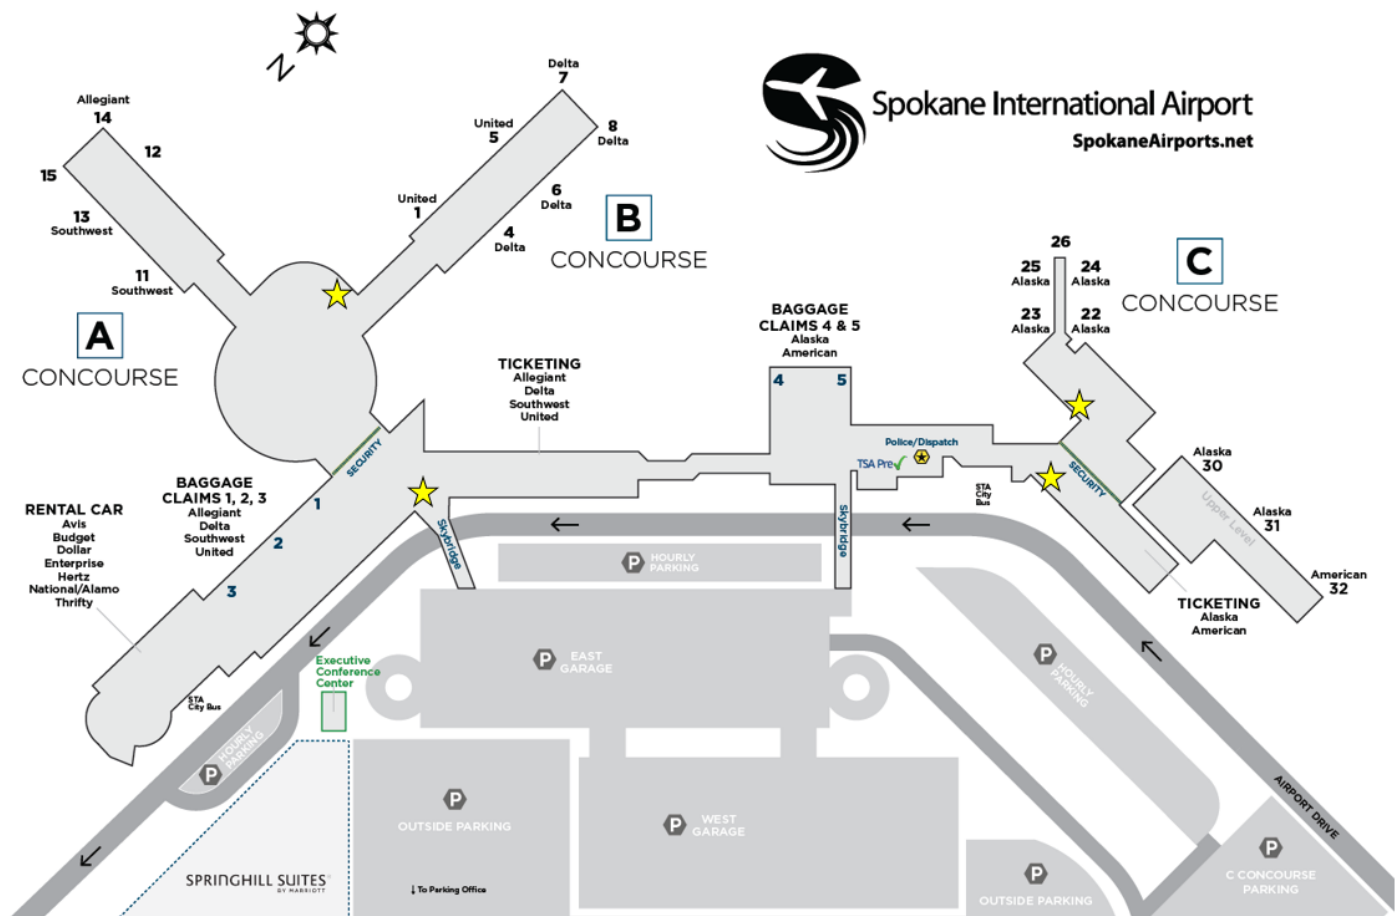 N
Spokane International Airport
SpokaneAirports.net
Allegiant
14
12
15
13
Southwest
11
Southwest
A
CONCOURSE
Delta
7
United
5
8
Delta
United
1
6
Delta
4
Delta
B
CONCOURSE
26
25
Alaska
24
Alaska
23
Alaska
22
Alaska
C
CONCOURSE
BAGGAGE
CLAIMS 4 & 5
Alaska
American
4
5
TICKETING
Allegiant
Delta
Southwest
United
SECURITY
Police/Dispatch
TSA Pre
SECURITY
STA
City
Bus
Alaska
30
Upper Level
Alaska
31
American
32
TICKETING
Alaska
American
BAGGAGE
CLAIMS 1, 2, 3
Allegiant
Delta
Southwest
United
1
2
3
RENTAL CAR
Avis
Budget
Dollar
Enterprise
Hertz
National/Alamo
Thrifty
Skybridge
Skybridge
P
HOURLY
PARKING
P
EAST
GARAGE
P
HOURLY
PARKING
Executive
Conference
Center
STA
City Bus
P
HOURLY
PARKING
P
OUTSIDE PARKING
P
WEST
GARAGE
AIRPORT DRIVE
P
C CONCOURSE
PARKING
P
OUTSIDE PARKING
SPRINGHILL SUITES
BY MARRIOTT
To Parking Office